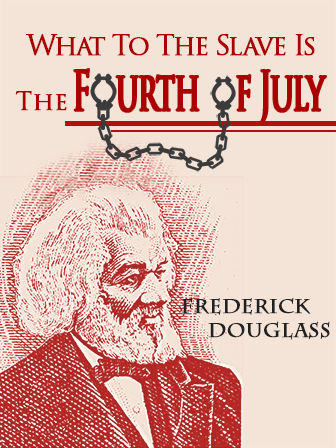 What To The Slave Is
The Fourth of July
Frederick
Douglass